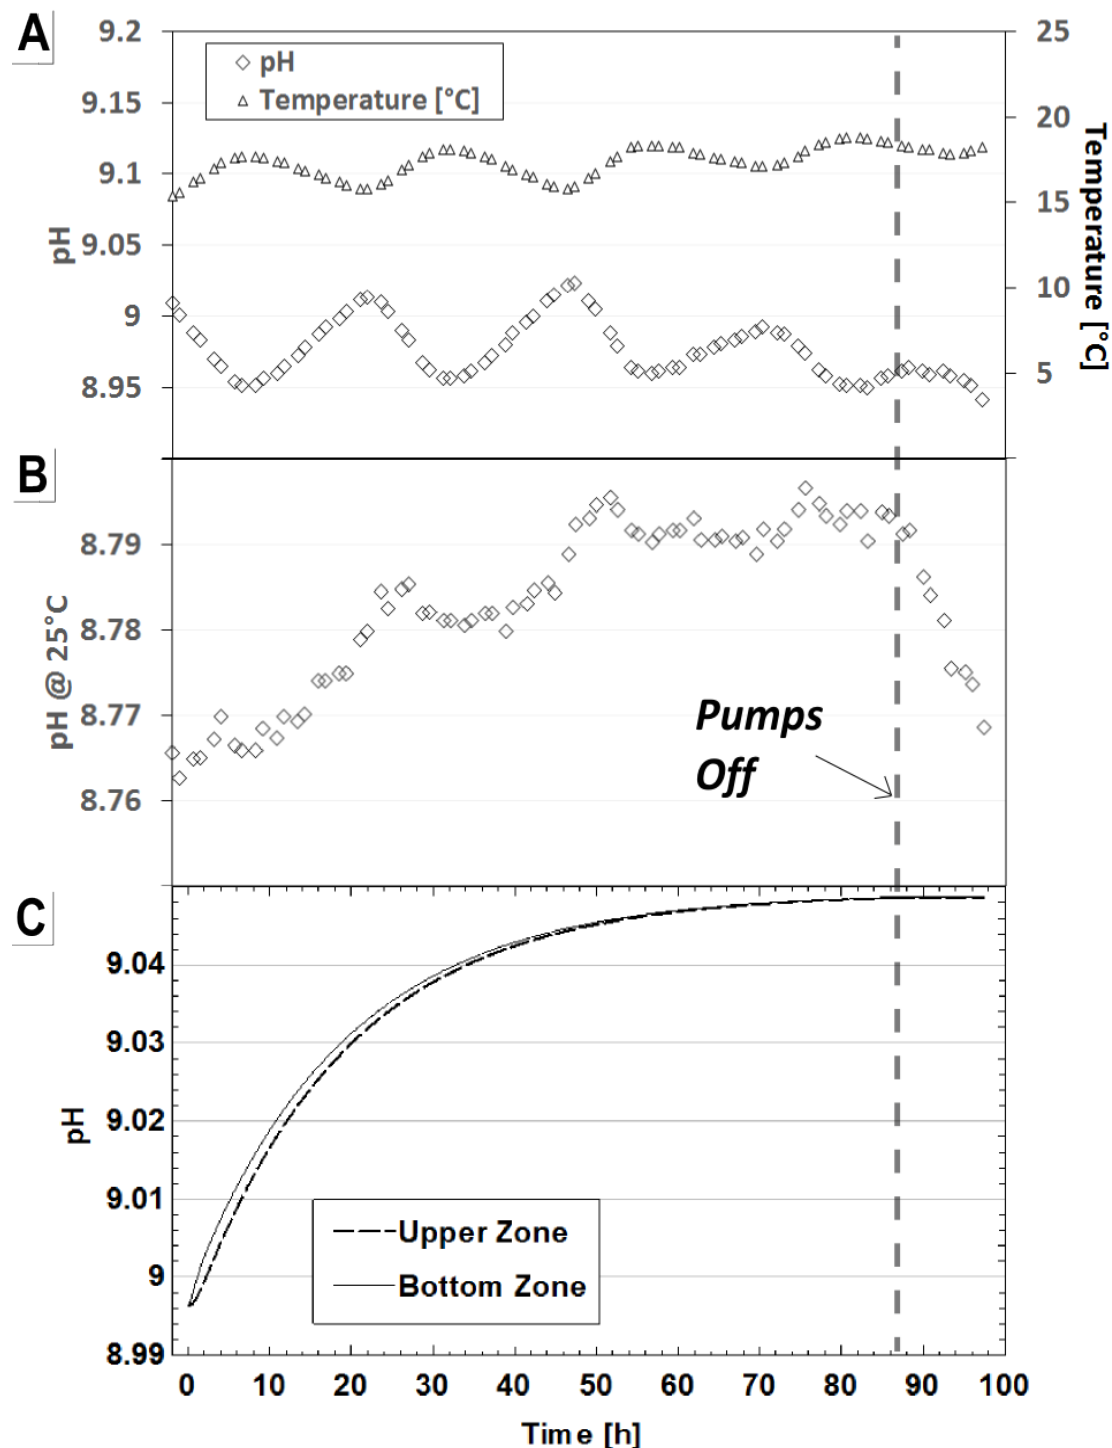 A
9.2
9.15
9.1
9.05
9
8.95
pH
pH
Temperature [°C]
25
20
15
10
5
Temperature [°C]
B
8.79
8.78
8.77
8.76
pH @ 25°C
Pumps
Off
C
9.04
9.03
9.02
9.01
9
8.99
pH
Upper Zone
Bottom Zone
0 10 20 30 40 50 60 70 80 90 100
Time [h]